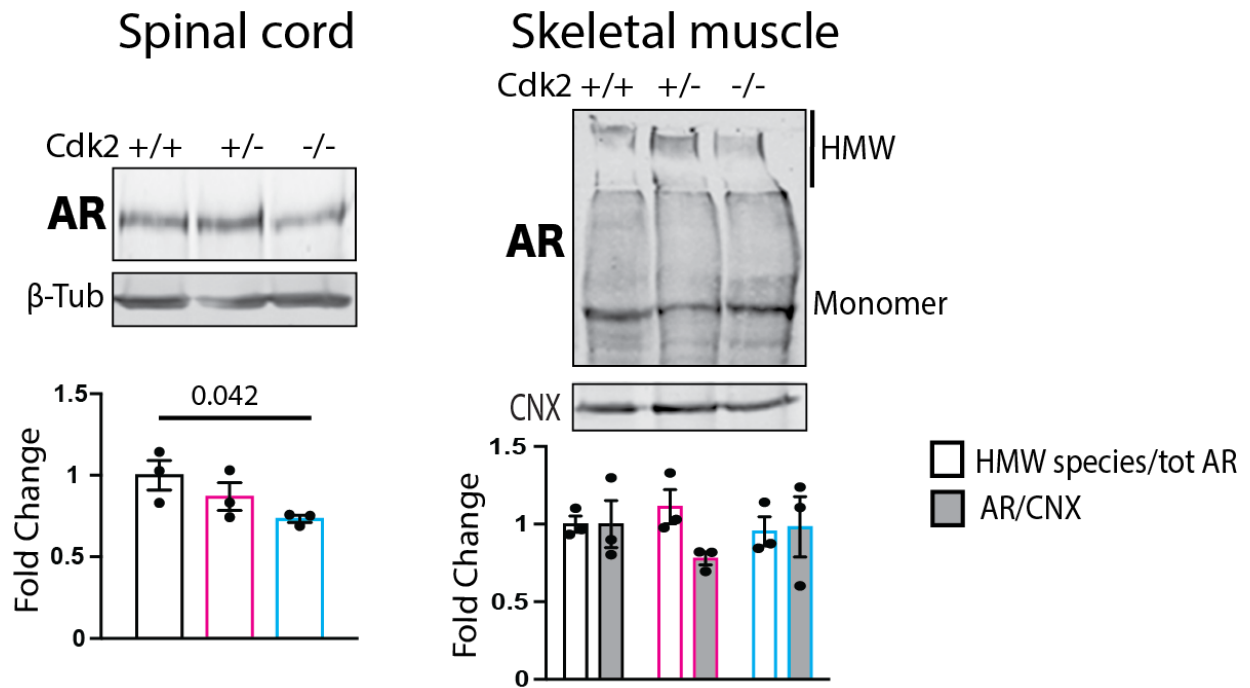 Spinal cord
Cdk2 +/+ +/- -/-
AR
β-Tub
1.5
1
0.5
0
Fold Change
0.042
Skeletal muscle
Cdk2 +/+ +/- -/-
HMW
AR
Monomer
CNX
1.5
1
0.5
0
Fold Change
HMW species/tot AR
AR/CNX